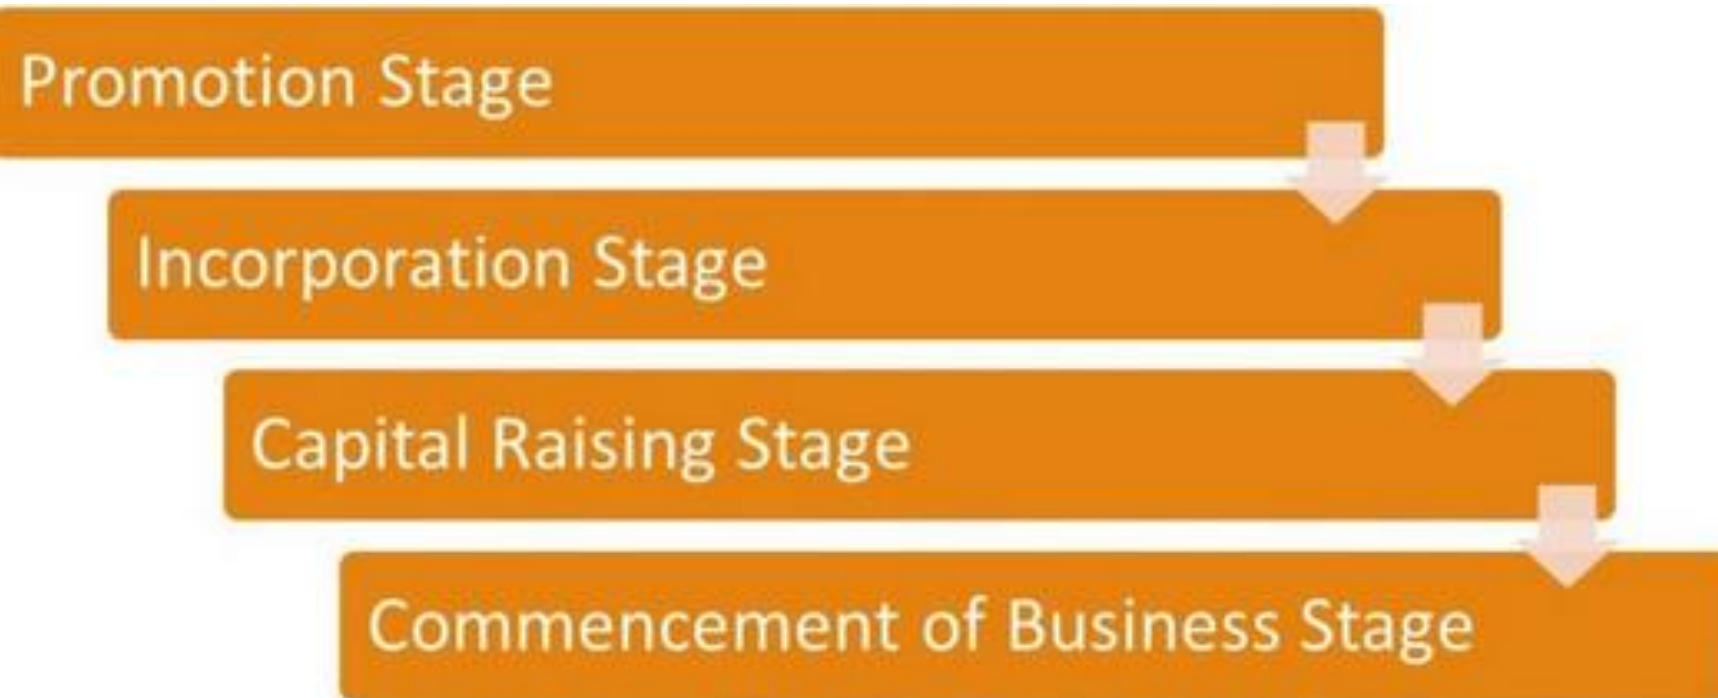 Promotion Stage
Incorporation Stage
Capital Raising Stage
Commencement of Business Stage